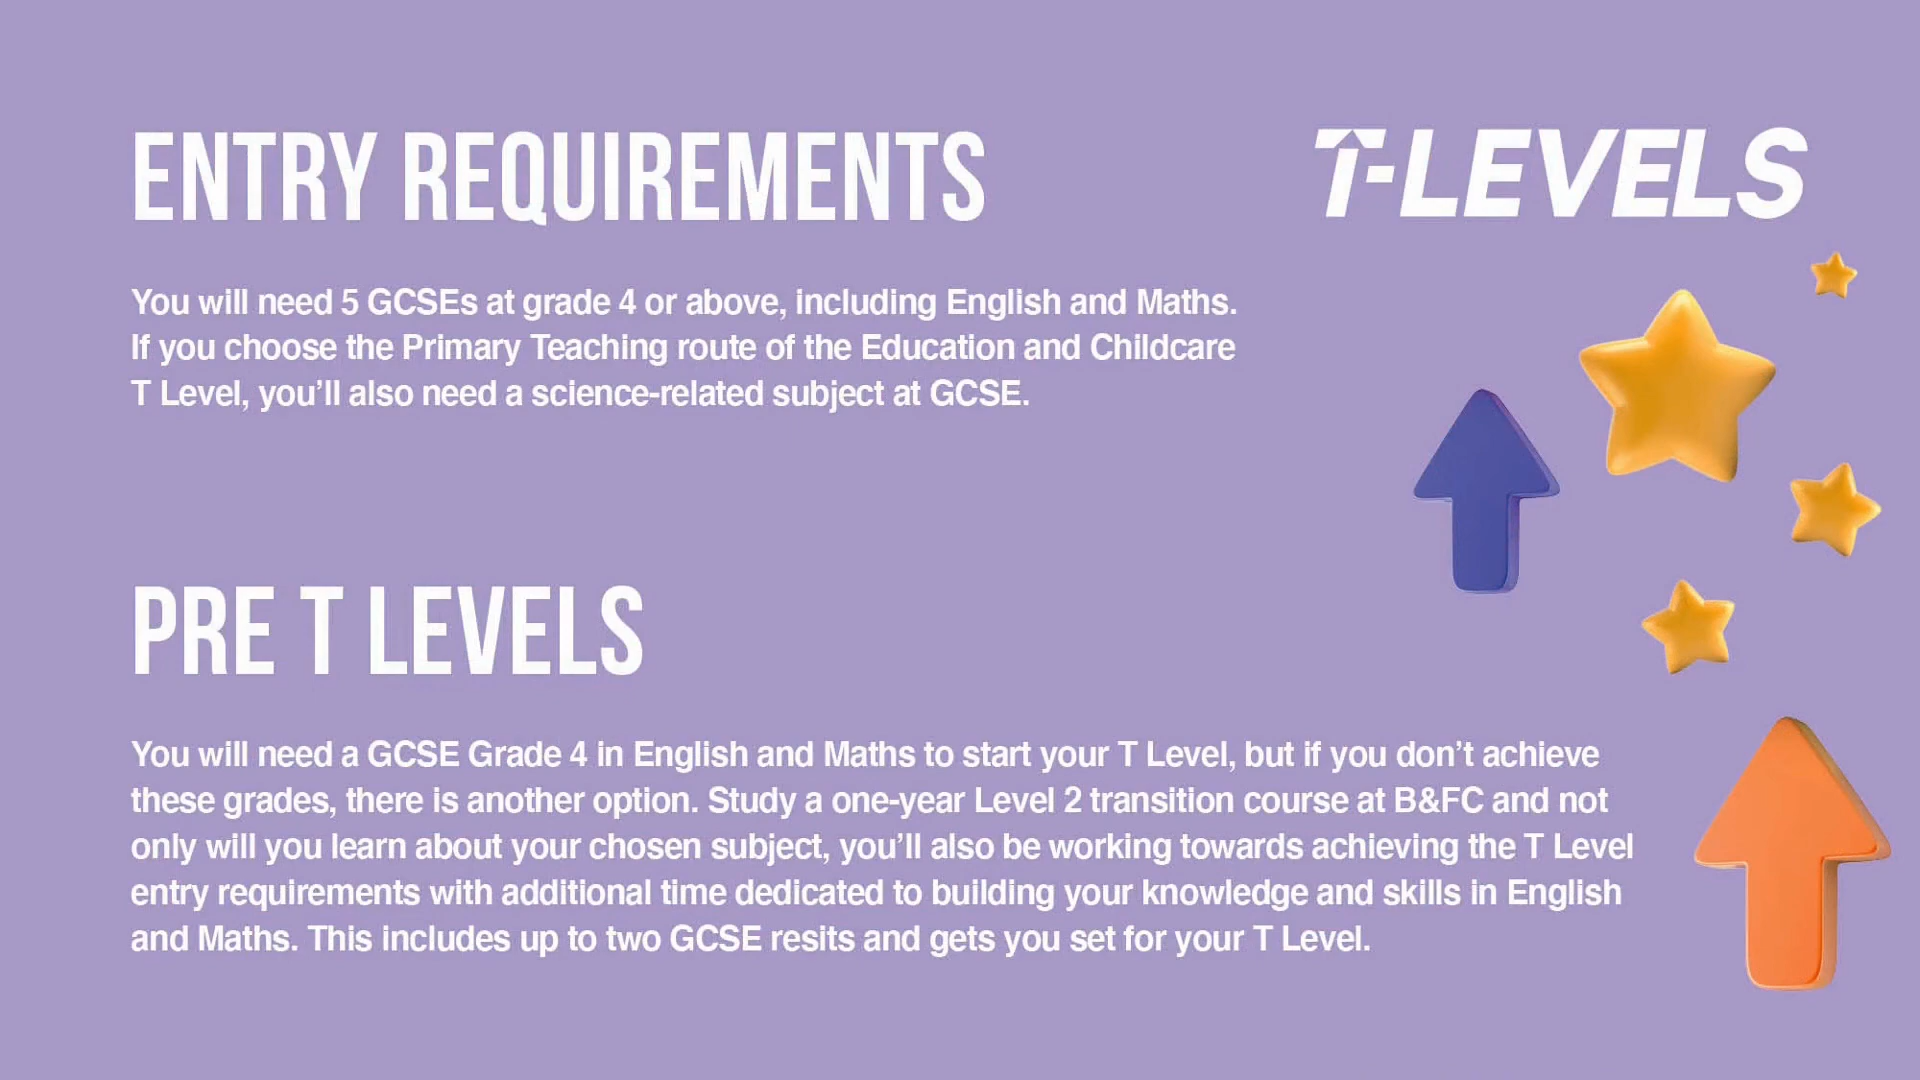 ENTRY REQUIREMENTS
T-LEVELS
You will need 5 GCSEs at grade 4 or above, including English and Maths.
If you choose the Primary Teaching route of the Education and Childcare
T Level, you’ll also need a science-related subject at GCSE.
PRE T LEVELS
You will need a GCSE Grade 4 in English and Maths to start your T Level, but if you don’t achieve
these grades, there is another option. Study a one-year Level 2 transition course at B&FC and not
only will you learn about your chosen subject, you’ll also be working towards achieving the T Level
entry requirements with additional time dedicated to building your knowledge and skills in English
and Maths. This includes up to two GCSE resits and gets you set for your T Level.